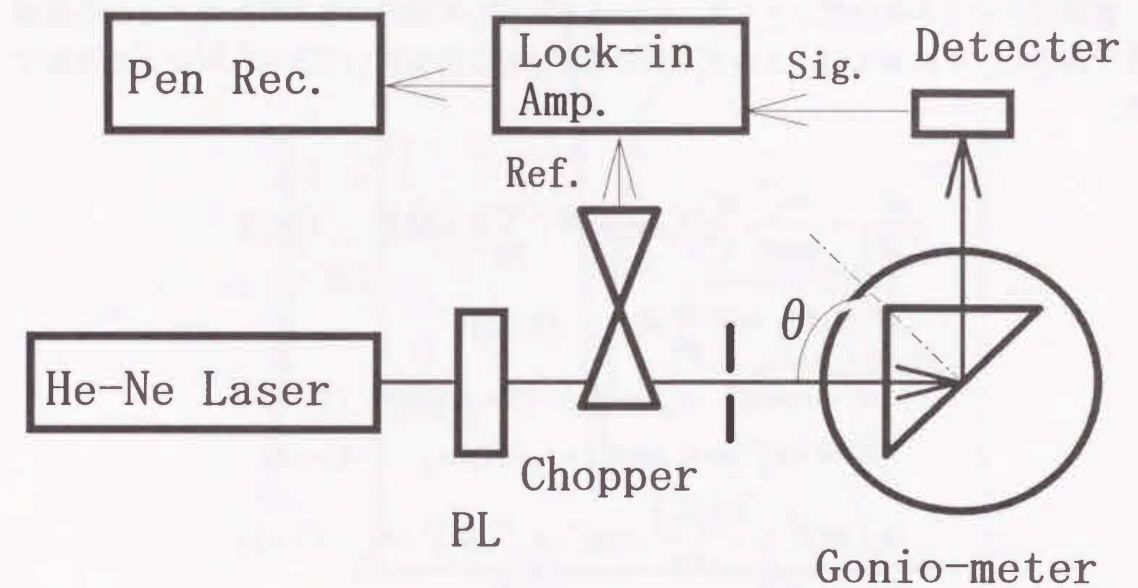 Pen Rec.
Lock-in
Amp.
Sig.
Detecter
Ref.
θ
He-Ne Laser
Chopper
PL
Gonio-meter